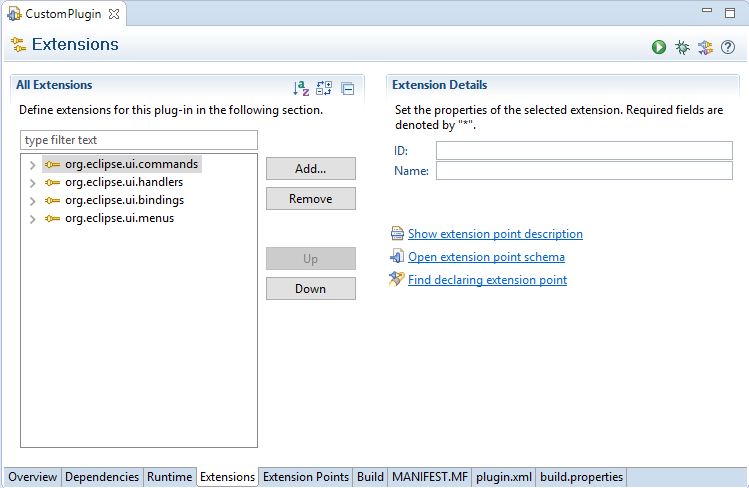 CustomPlugin
Extensions
All Extensions
Define extensions for this plug-in in the following section.
type filter text
org.eclipse.ui.commands
org.eclipse.ui.handlers
org.eclipse.ui.bindings
org.eclipse.ui.menus
Add...
Remove
Up
Down
Extension Details
Set the properties of the selected extension. Required fields are
denoted by "*".
ID:
Name:
Show extension point description
Open extension point schema
Find declaring extension point
Overview Dependencies Runtime Extensions Extension Points Build MANIFEST.MF plugin.xml build.properties